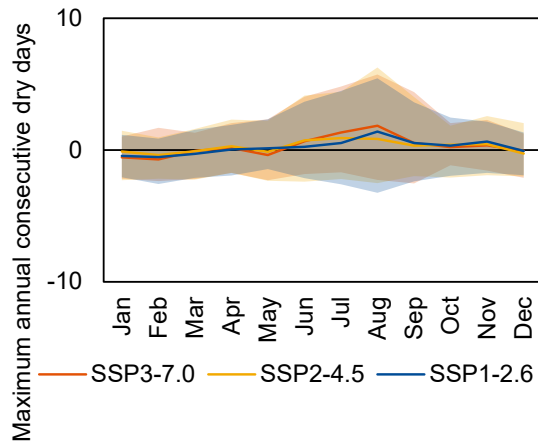 Maximum annual consecutive dry days
10
0
-10
Jan
Feb
Mar
Apr
May
Jun
Jul
Aug
Sep
Oct
Nov
Dec
SSP3-7.0 SSP2-4.5 SSP1-2.6